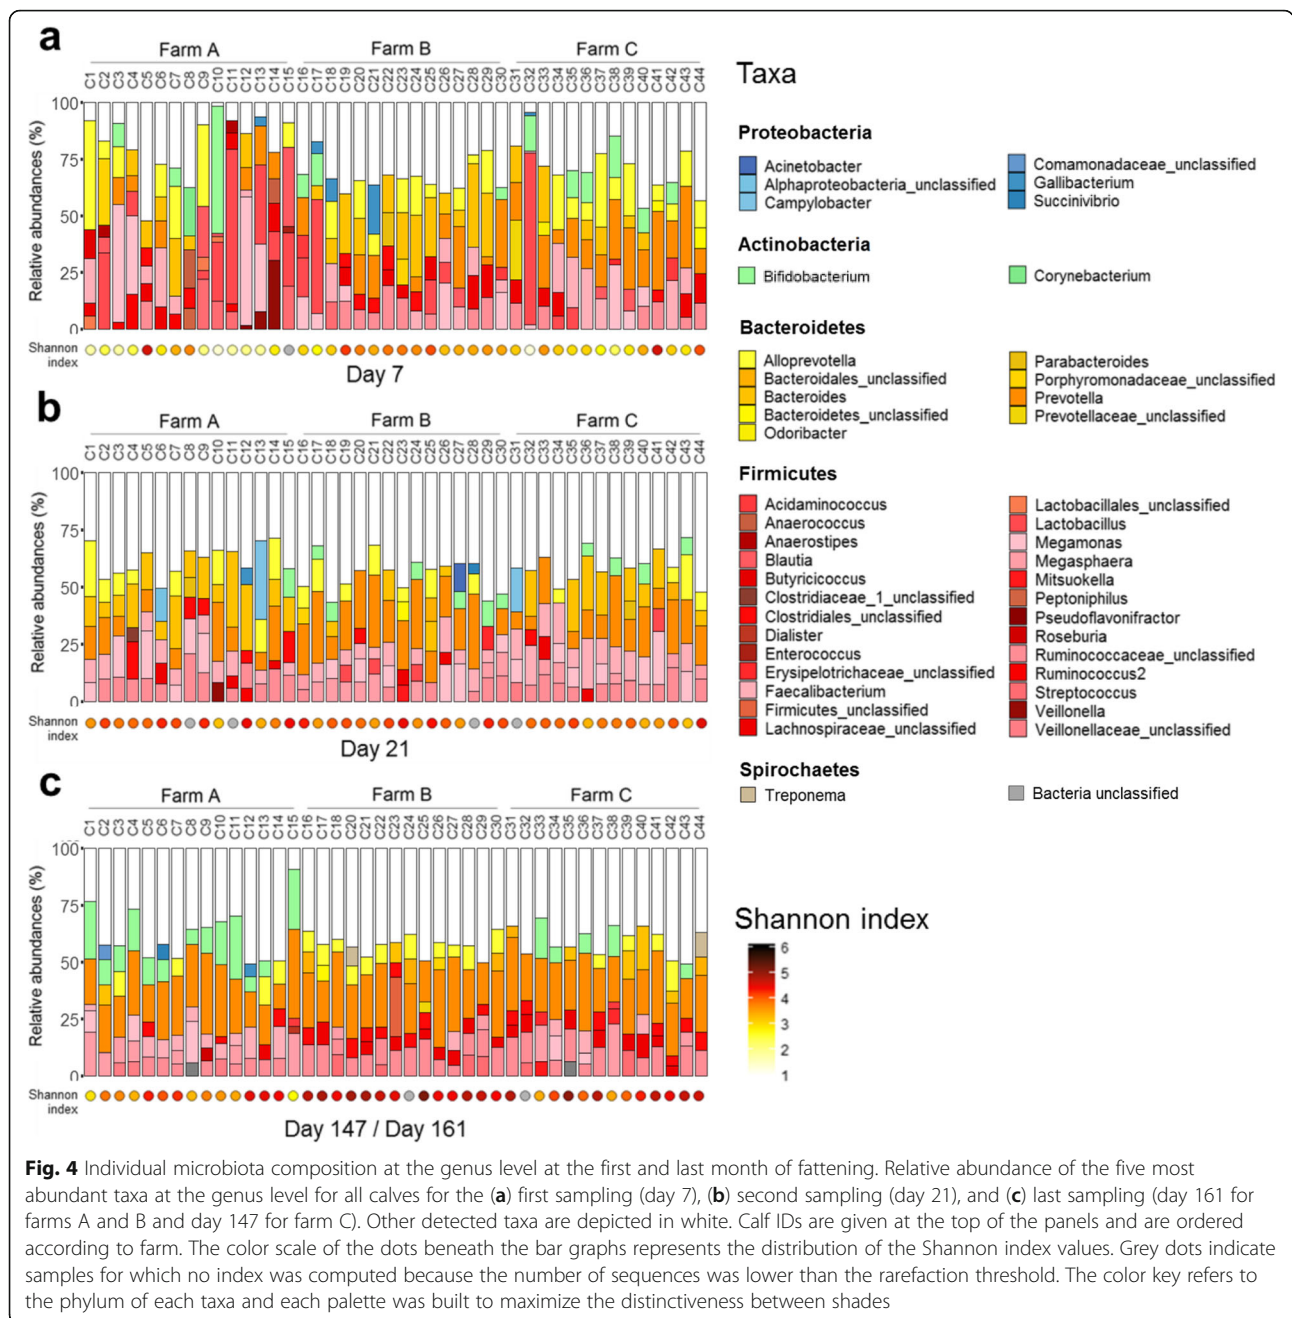 a
Farm A Farm B Farm C
C1 C2 C3 C4 C5 C6 C7 C8 C9 C10 C11 C12 C13 C14 C15 C16 C17 C18 C19 C20 C21 C22 C23 C24 C25 C26 C27 C28 C29 C30 C31 C32 C33 C34 C35 C36 C37 C38 C39 C40 C41 C42 C43 C44
Relative abundances (%)
100
75
50
25
0
Shannon index
Day 7
b
Farm A Farm B Farm C
C1 C2 C3 C4 C5 C6 C7 C8 C9 C10 C11 C12 C13 C14 C15 C16 C17 C18 C19 C20 C21 C22 C23 C24 C25 C26 C27 C28 C29 C30 C31 C32 C33 C34 C35 C36 C37 C38 C39 C40 C41 C42 C43 C44
Relative abundances (%)
100
75
50
25
0
Shannon index
Day 21
c
Farm A Farm B Farm C
C1 C2 C3 C4 C5 C6 C7 C8 C9 C10 C11 C12 C13 C14 C15 C16 C17 C18 C19 C20 C21 C22 C23 C24 C25 C26 C27 C28 C29 C30 C31 C32 C33 C34 C35 C36 C37 C38 C39 C40 C41 C42 C43 C44
Relative abundances (%)
100
75
50
25
0
Shannon index
Day 147 / Day 161
Taxa
Proteobacteria
Acinetobacter
Alphaproteobacteria_unclassified
Campylobacter
Comamonadaceae_unclassified
Gallibacterium
Succinivibrio
Actinobacteria
Bifidobacterium
Corynebacterium
Bacteroidetes
Alloprevotella
Bacteroidales_unclassified
Bacteroides
Bacteroidetes_unclassified
Odoribacter
Parabacteroides
Porphyromonadaceae_unclassified
Prevotella
Prevotellaceae_unclassified
Firmicutes
Acidaminococcus
Anaerococcus
Anaerostipes
Blautia
Butyricicoccus
Clostridiaceae_1_unclassified
Clostridiales_unclassified
Dialister
Enterococcus
Erysipelotrichaceae_unclassified
Faecalibacterium
Firmicutes_unclassified
Lachnospiraceae_unclassified
Lactobacillales_unclassified
Lactobacillus
Megamonas
Megasphaera
Mitsuokella
Peptoniphilus
Pseudoflavonifractor
Roseburia
Ruminococcaceae_unclassified
Ruminococcus2
Streptococcus
Veillonella
Veillonellaceae_unclassified
Spirochaetes
Treponema
Bacteria unclassified
Shannon index
6
5
4
3
2
1
Fig. 4 Individual microbiota composition at the genus level at the first and last month of fattening. Relative abundance of the five most
abundant taxa at the genus level for all calves for the (a) first sampling (day 7), (b) second sampling (day 21), and (c) last sampling (day 161 for
farms A and B and day 147 for farm C). Other detected taxa are depicted in white. Calf IDs are given at the top of the panels and are ordered
according to farm. The color scale of the dots beneath the bar graphs represents the distribution of the Shannon index values. Grey dots indicate
samples for which no index was computed because the number of sequences was lower than the rarefaction threshold. The color key refers to
the phylum of each taxa and each palette was built to maximize the distinctiveness between shades